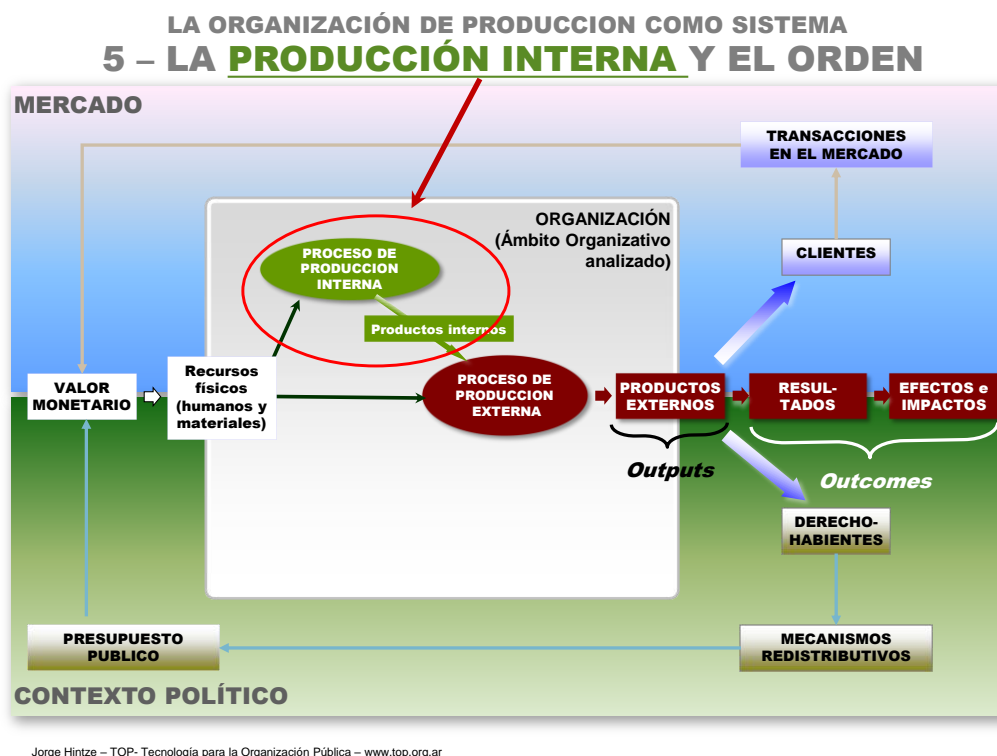 LA ORGANIZACIÓN DE PRODUCCION COMO SISTEMA
5 – LA PRODUCCIÓN INTERNA Y EL ORDEN
MERCADO
TRANSACCIONES
EN EL MERCADO
ORGANIZACIÓN
(Ámbito Organizativo
analizado)
CLIENTES
PROCESO DE
PRODUCCION
INTERNA
Productos internos
VALOR
MONETARIO
Recursos
físicos
(humanos y
materiales)
PROCESO DE
PRODUCCION
EXTERNA
PRODUCTOS
EXTERNOS
RESUL-
TADOS
EFECTOS e
IMPACTOS
Outputs
Outcomes
DERECHO-
HABIENTES
PRESUPUESTO
PUBLICO
MECANISMOS
REDISTRIBUTIVOS
CONTEXTO POLÍTICO
Jorge Hintze – TOP- Tecnología para la Organización Pública – www.top.org.ar